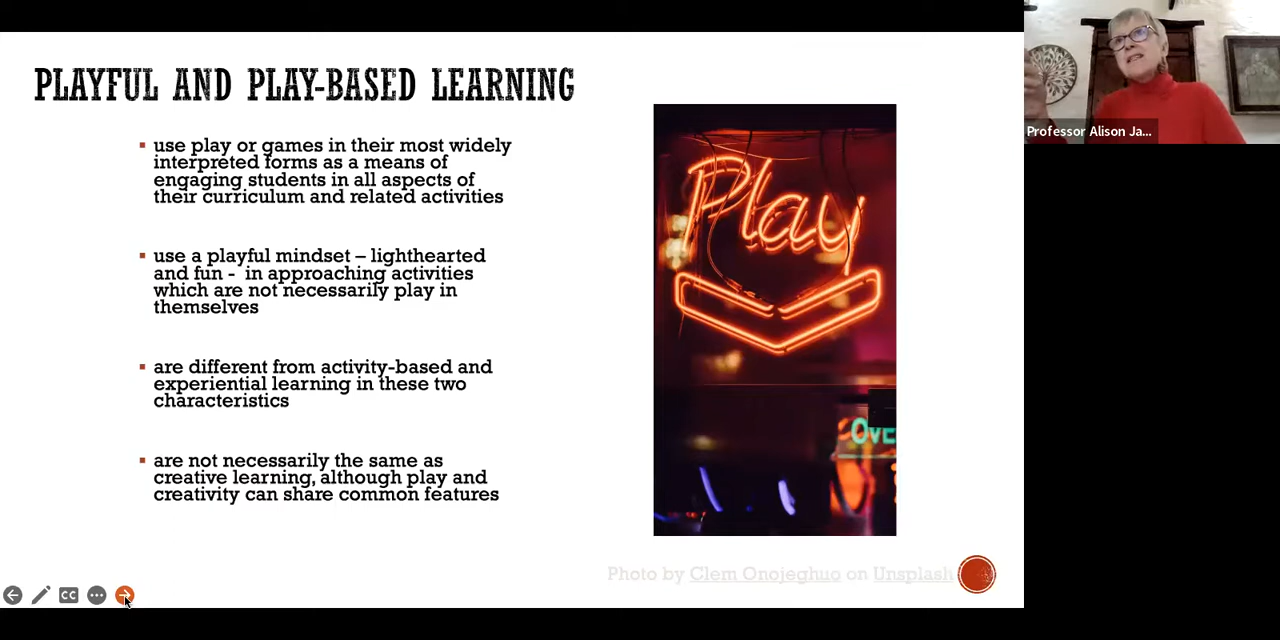 PLAYFUL AND PLAY-BASED LEARNING
use play or games in their most widely
interpreted forms as a means of
engaging students in all aspects of
their curriculum and related activities
use a playful mindset – lighthearted
and fun - in approaching activities
which are not necessarily play in
themselves
are different from activity-based and
experiential learning in these two
characteristics
are not necessarily the same as
creative learning, although play and
creativity can share common features
Play
OVE
Photo by Clem Onojeghuo on Unsplash
CC
Professor Alison Ja...